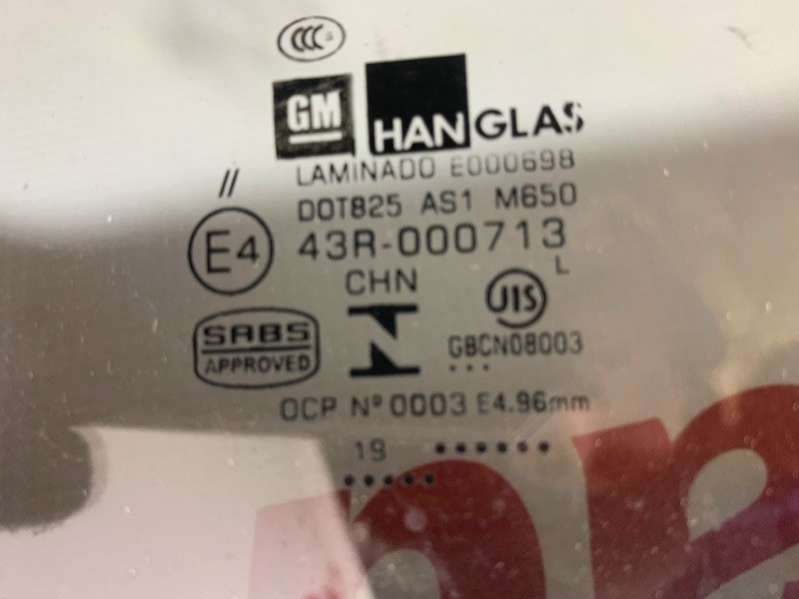 CCC S
GM HANGLAS
LAMINADO E000698
// DOT825 AS1 M650
E4 43R-000713
CHN JIS L
SABS APPROVED GBCN08003
OCP Nº 0003 E4.96mm
19